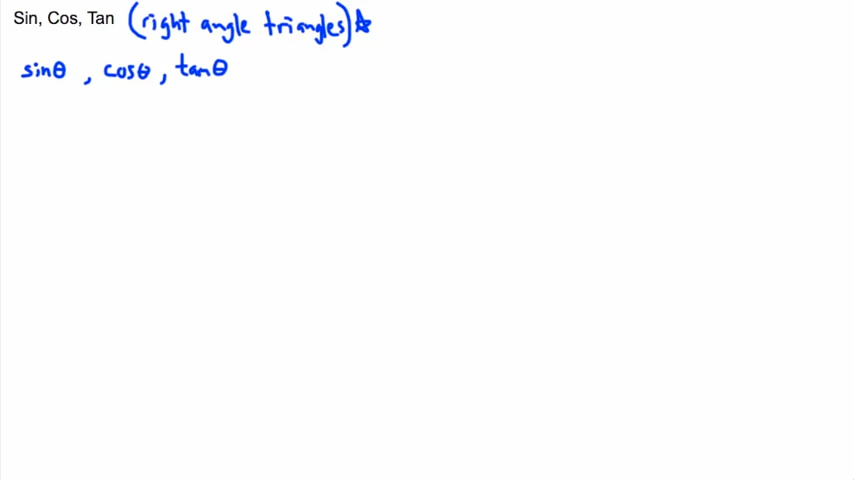 Sin, Cos, Tan (right angle triangles)☆
sinθ , cosθ , tanθ